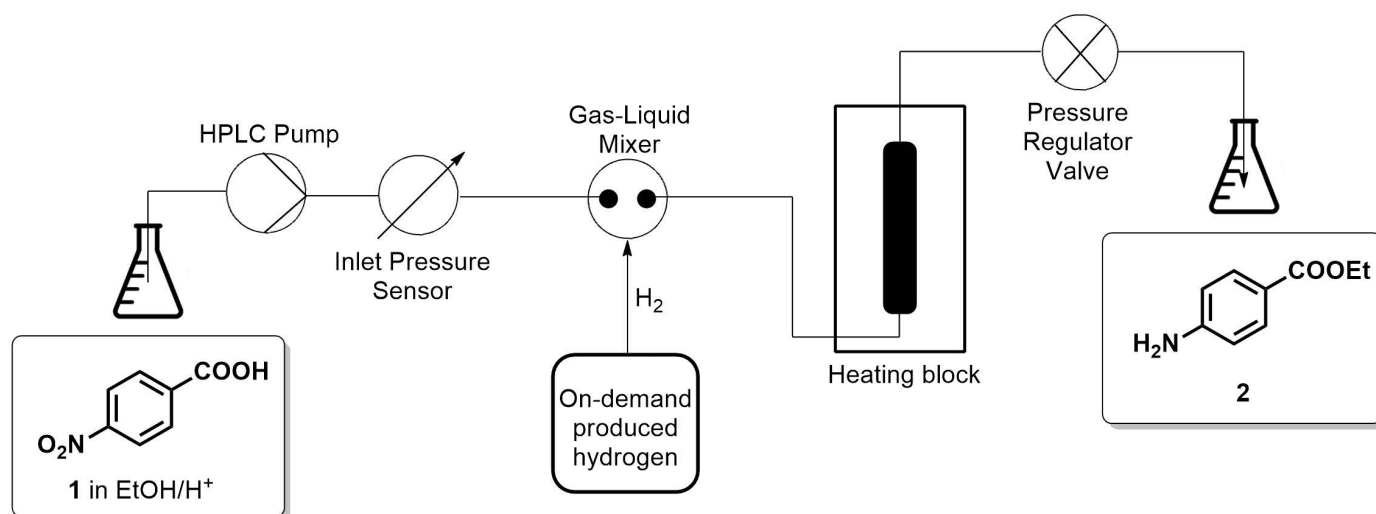 HPLC Pump
Inlet Pressure
Sensor
Gas-Liquid
Mixer
H2
On-demand
produced
hydrogen
Heating block
Pressure
Regulator
Valve
COOH
O2N
1 in EtOH/H+
COOEt
H2N
2